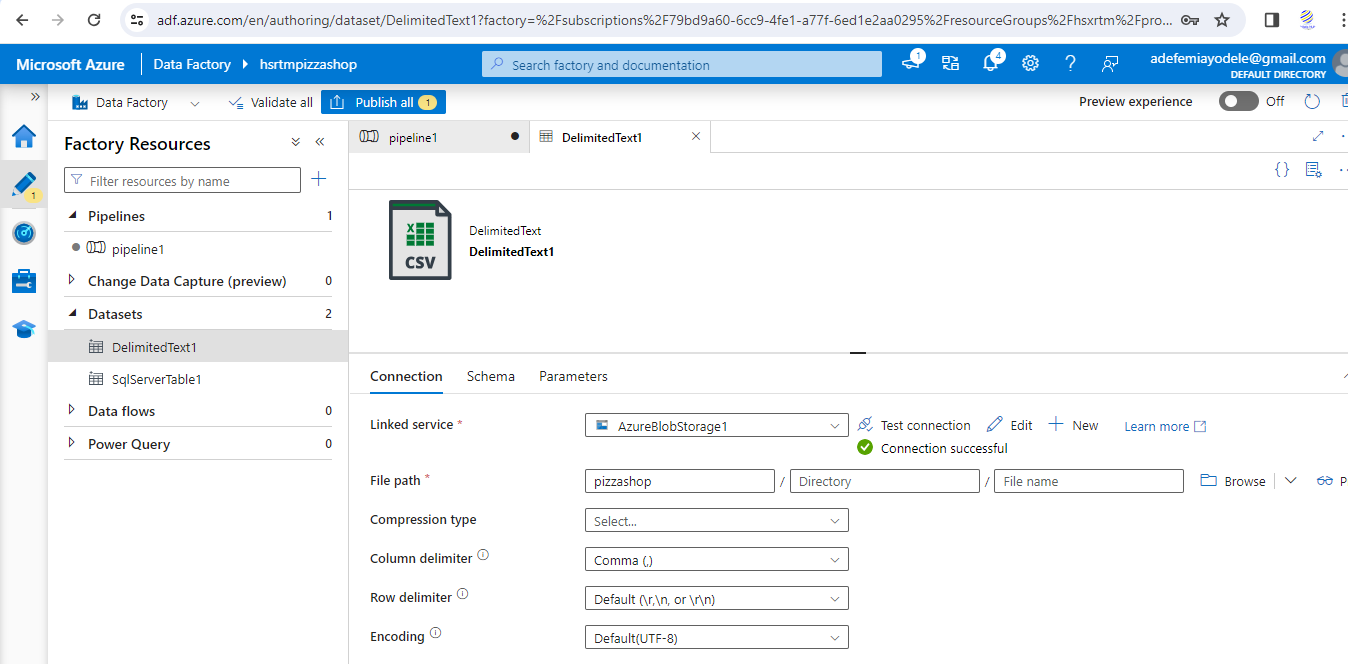 adf.azure.com/en/authoring/dataset/DelimitedText1?factory=%2Fsubscriptions%2F79bd9a60-6cc9-4fe1-a77f-6ed1e2aa0295%2FresourceGroups%2Fhsxrtm%2Fpro...
Microsoft Azure Data Factory hsrtmpizzashop Search factory and documentation 1 4 adefemiayodele@gmail.com
DEFAULT DIRECTORY
Data Factory Validate all Publish all 1 Preview experience Off
Factory Resources
pipeline1 DelimitedText1
Filter resources by name
1
Pipelines 1
pipeline1
Change Data Capture (preview) 0
Datasets 2
DelimitedText1
SqlServerTable1
Data flows 0
Power Query 0
CSV
DelimitedText
DelimitedText1
Connection Schema Parameters
Linked service * AzureBlobStorage1 Test connection Edit New Learn more
Connection successful
File path * pizzashop / Directory / File name Browse P
Compression type Select...
Column delimiter Comma (,)
Row delimiter Default (\r,\n, or \r\n)
Encoding Default(UTF-8)